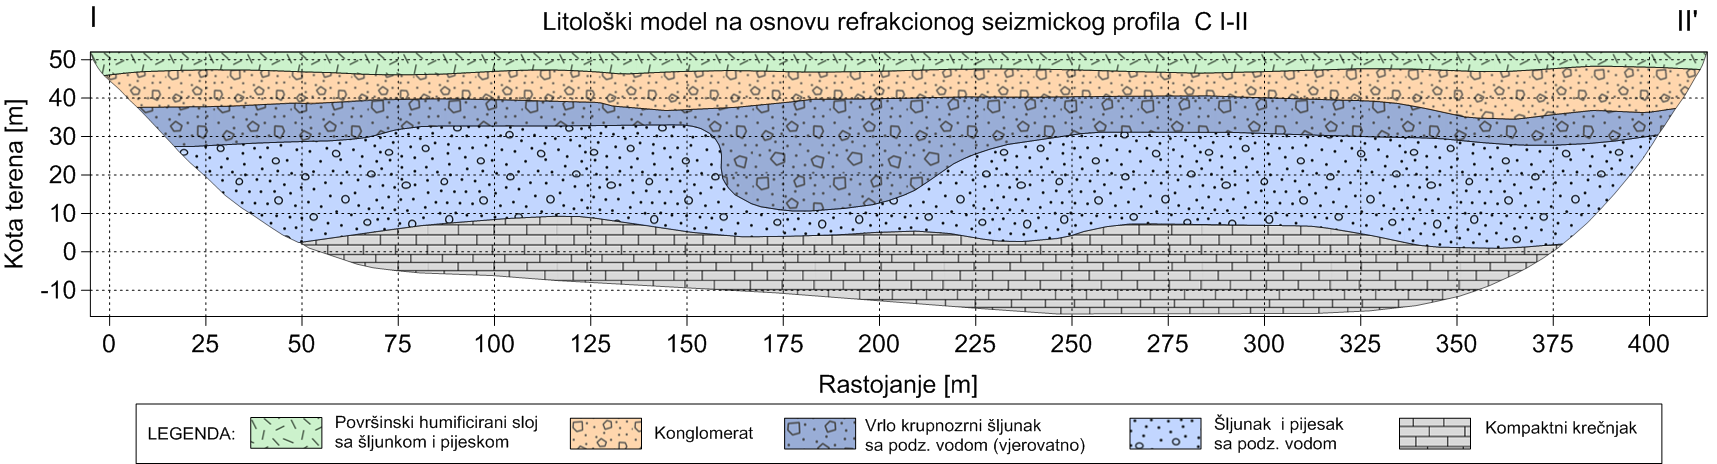 I
Litološki model na osnovu refrakcionog seizmickog profila C I-II
II'
Kota terena [m]
50
40
30
20
10
0
-10
0 25 50 75 100 125 150 175 200 225 250 275 300 325 350 375 400
Rastojanje [m]
LEGENDA:
Površinski humificirani sloj
sa šljunkom i pijeskom
Konglomerat
Vrlo krupnozrni šljunak
sa podz. vodom (vjerovatno)
Šljunak i pijesak
sa podz. vodom
Kompaktni krečnjak